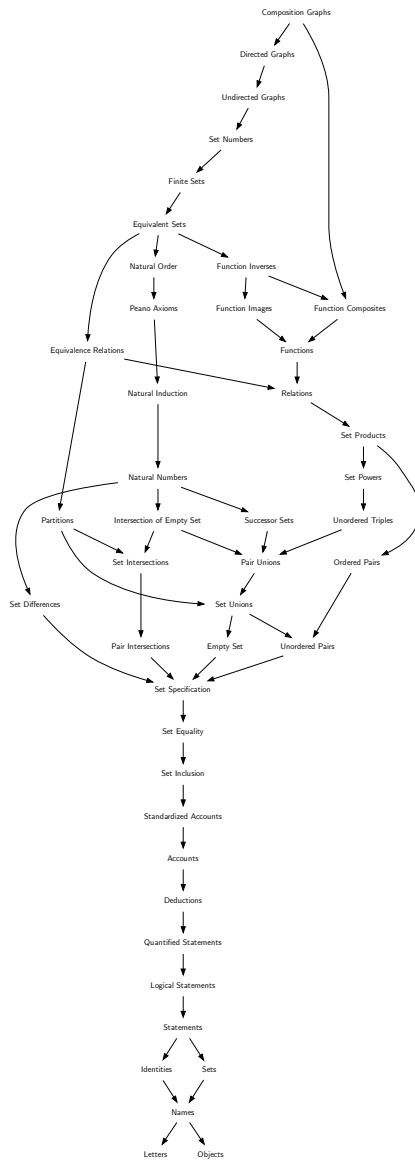 Composition Graphs
Directed Graphs
Undirected Graphs
Set Numbers
Finite Sets
Equivalent Sets
Natural Order
Function Inverses
Peano Axioms
Function Images
Function Composites
Equivalence Relations
Functions
Natural Induction
Relations
Set Products
Natural Numbers
Set Powers
Partitions
Intersection of Empty Set
Successor Sets
Unordered Triples
Set Intersections
Pair Unions
Ordered Pairs
Set Differences
Set Unions
Pair Intersections
Empty Set
Unordered Pairs
Set Specification
Set Equality
Set Inclusion
Standardized Accounts
Accounts
Deductions
Quantified Statements
Logical Statements
Statements
Identities
Sets
Names
Letters
Objects